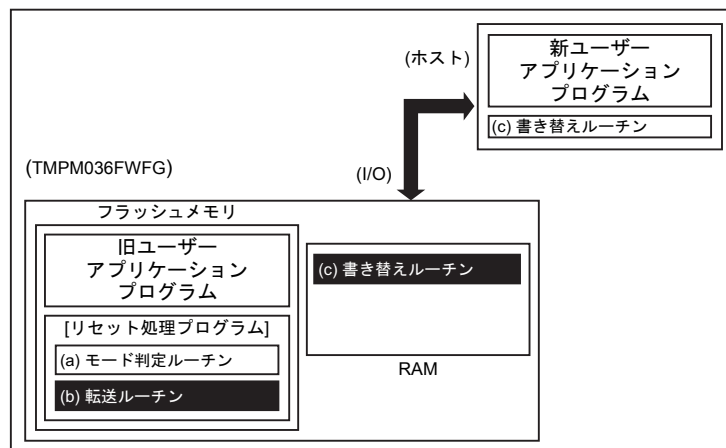 (ホスト)
新ユーザー
アプリケーション
プログラム
(c) 書き替えルーチン
(TMPM036FWFG)
(I/O)
フラッシュメモリ
旧ユーザー
アプリケーション
プログラム
[リセット処理プログラム]
(a) モード判定ルーチン
(b) 転送ルーチン
(c) 書き替えルーチン
RAM